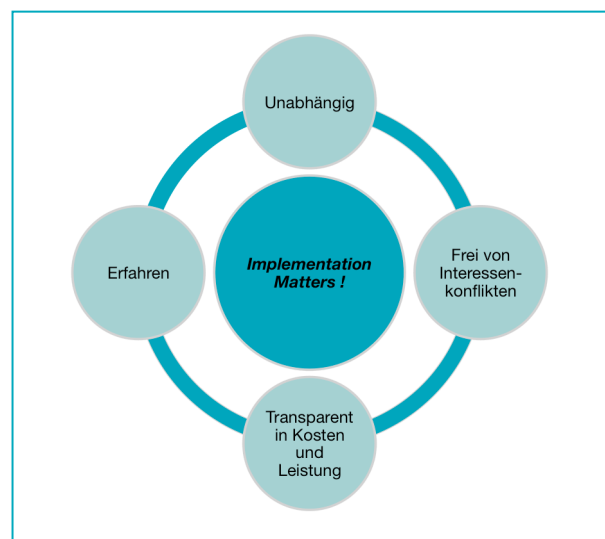 Unabhängig
Erfahren
Implementation
Matters !
Frei von
Interessen-
konflikten
Transparent
in Kosten
und
Leistung